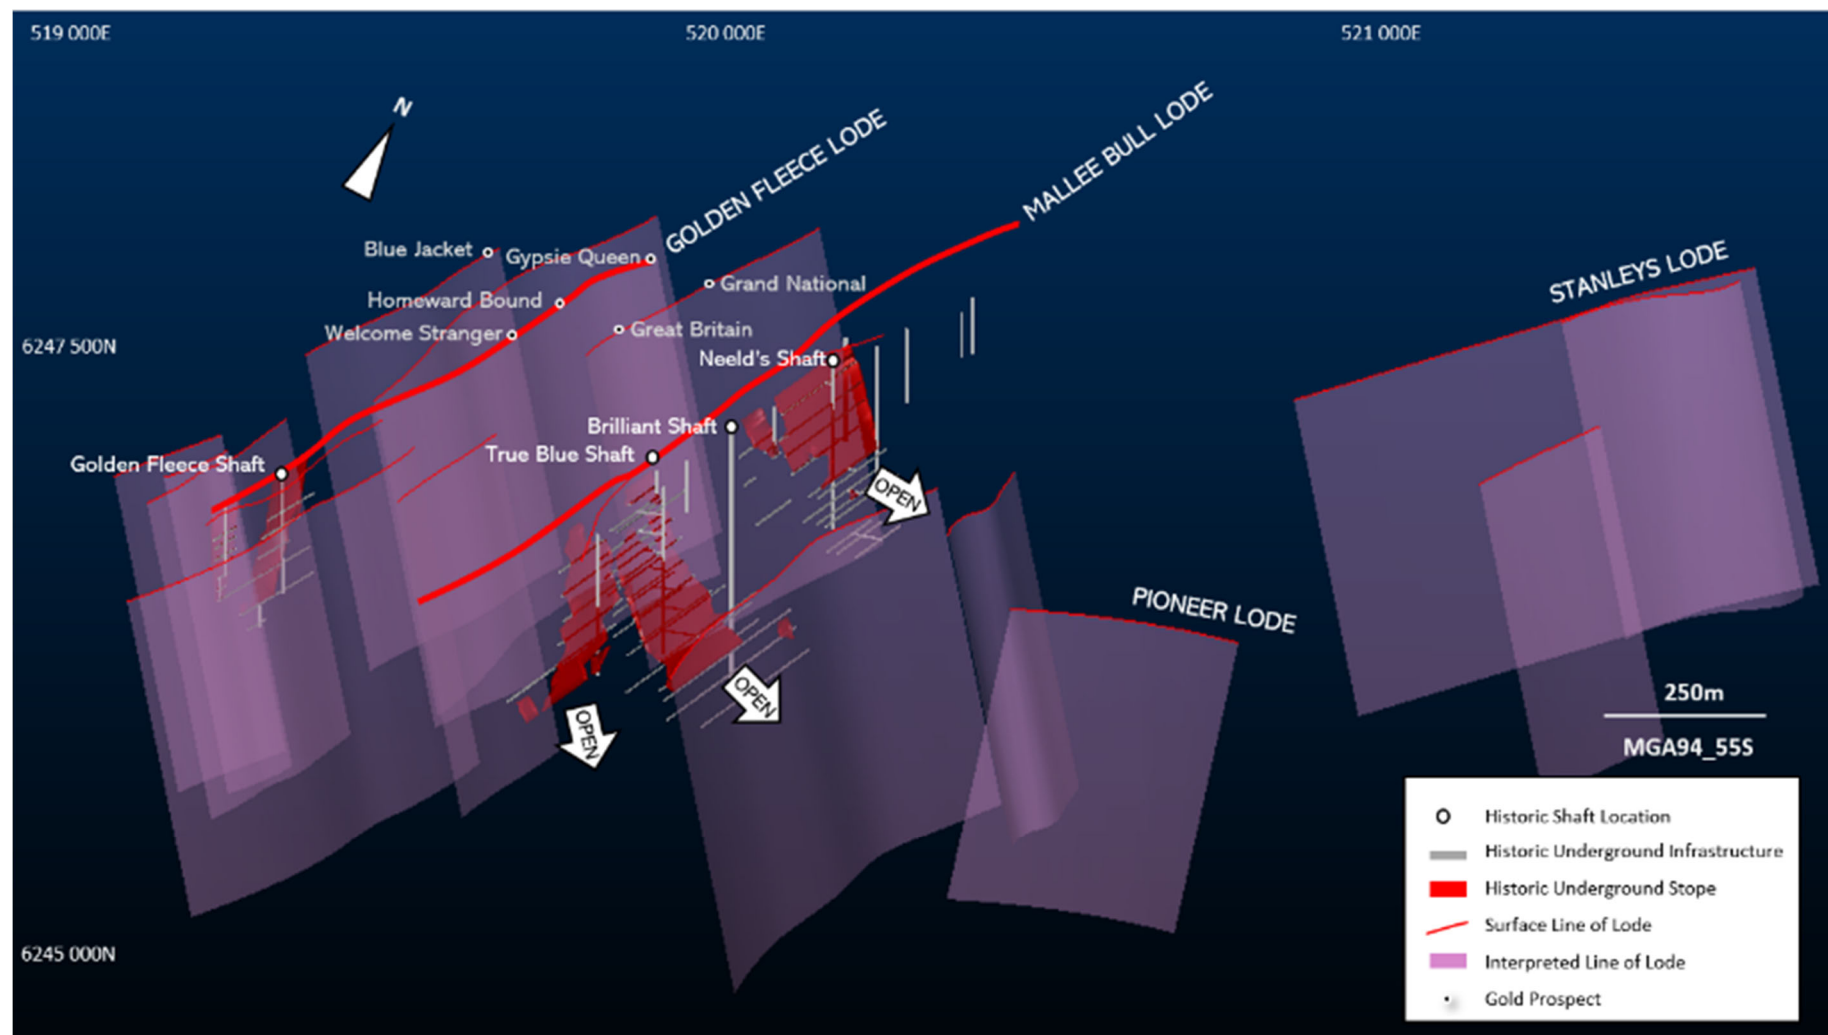 519 000E
520 000E
521 000E
N
GOLDEN FLEECE LODE
MALLEE BULL LODE
Blue Jacket
Gypsie Queen
Grand National
STANLEYS LODE
Homeward Bound
Welcome Stranger
Great Britain
6247 500N
Neeld's Shaft
Brilliant Shaft
True Blue Shaft
Golden Fleece Shaft
OPEN
PIONEER LODE
OPEN
OPEN
250m
MGA94_55S
Historic Shaft Location
Historic Underground Infrastructure
Historic Underground Stope
Surface Line of Lode
6245 000N
Interpreted Line of Lode
Gold Prospect